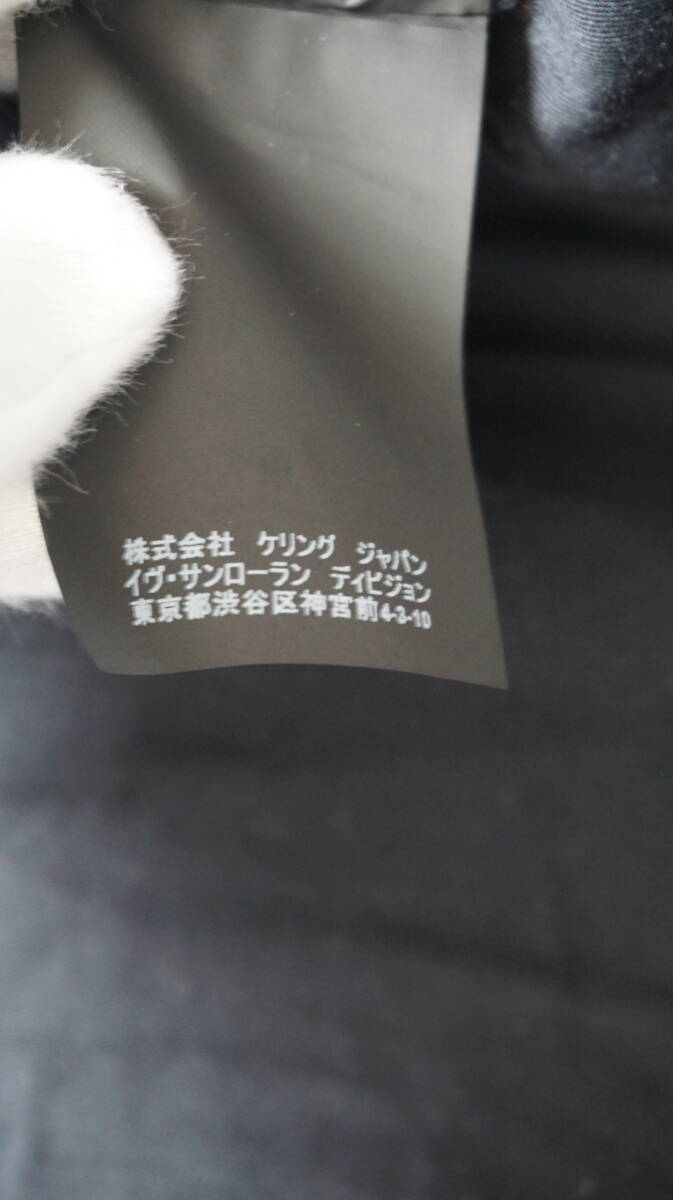 株式会社 ケリング ジャパン
イヴ・サンローラン ディビジョン
東京都渋谷区神宮前4-3-10